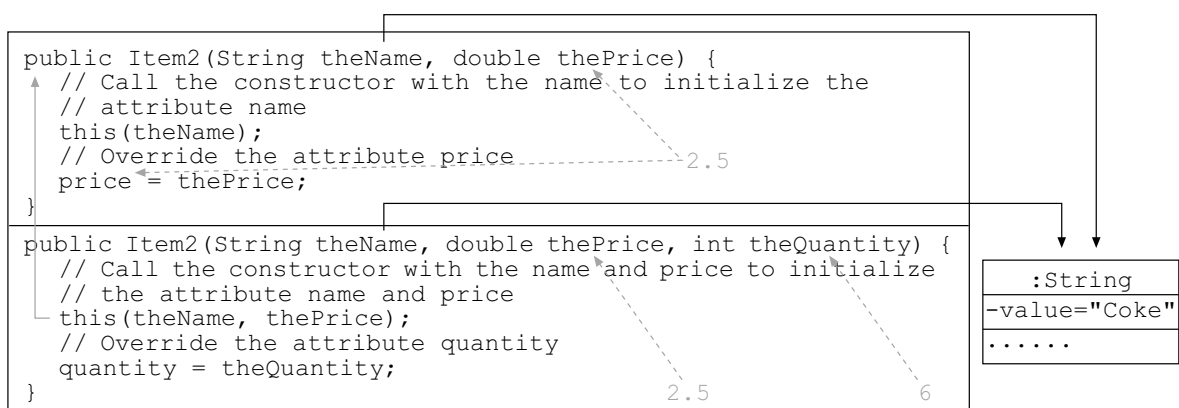 public Item2(String theName, double thePrice) {
// Call the constructor with the name to initialize the
// attribute name
this(theName);
// Override the attribute price
2.5
price = thePrice;
}
public Item2(String theName, double thePrice, int theQuantity) {
// Call the constructor with the name and price to initialize
// the attribute name and price
this(theName, thePrice);
// Override the attribute quantity
quantity = theQuantity;
}
2.5
6
:String
-value="Coke"
......